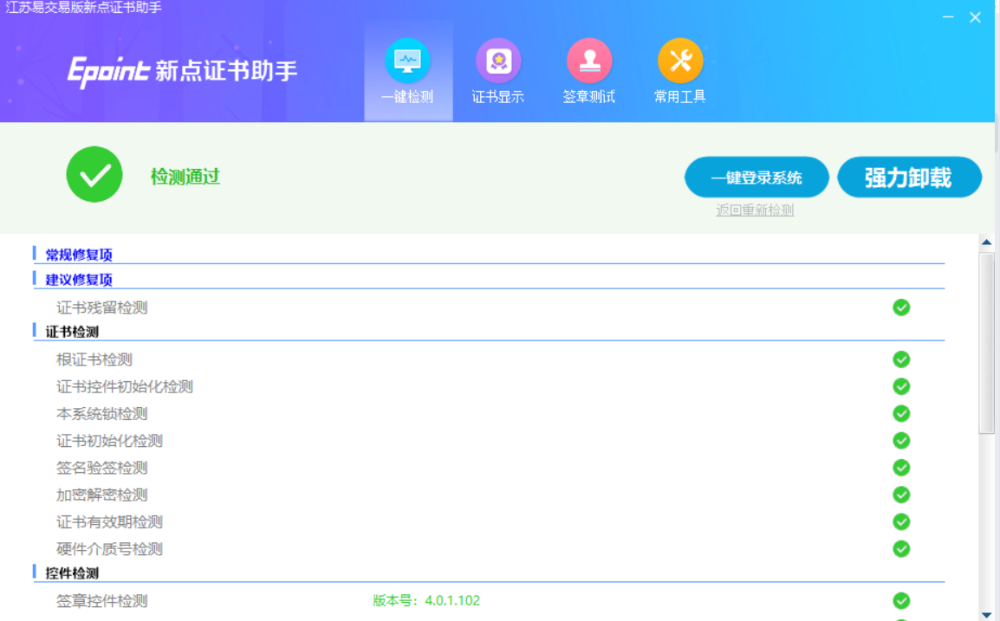 江苏易交易版新点证书助手
Epoint 新点证书助手
一键检测
证书显示
签章测试
常用工具
检测通过
一键登录系统
强力卸载
返回重新检测
常规修复项
建议修复项
证书残留检测
证书检测
根证书检测
证书控件初始化检测
本系统锁检测
证书初始化检测
签名验签检测
加密解密检测
证书有效期检测
硬件介质号检测
控件检测
签章控件检测 版本号：4.0.1.102